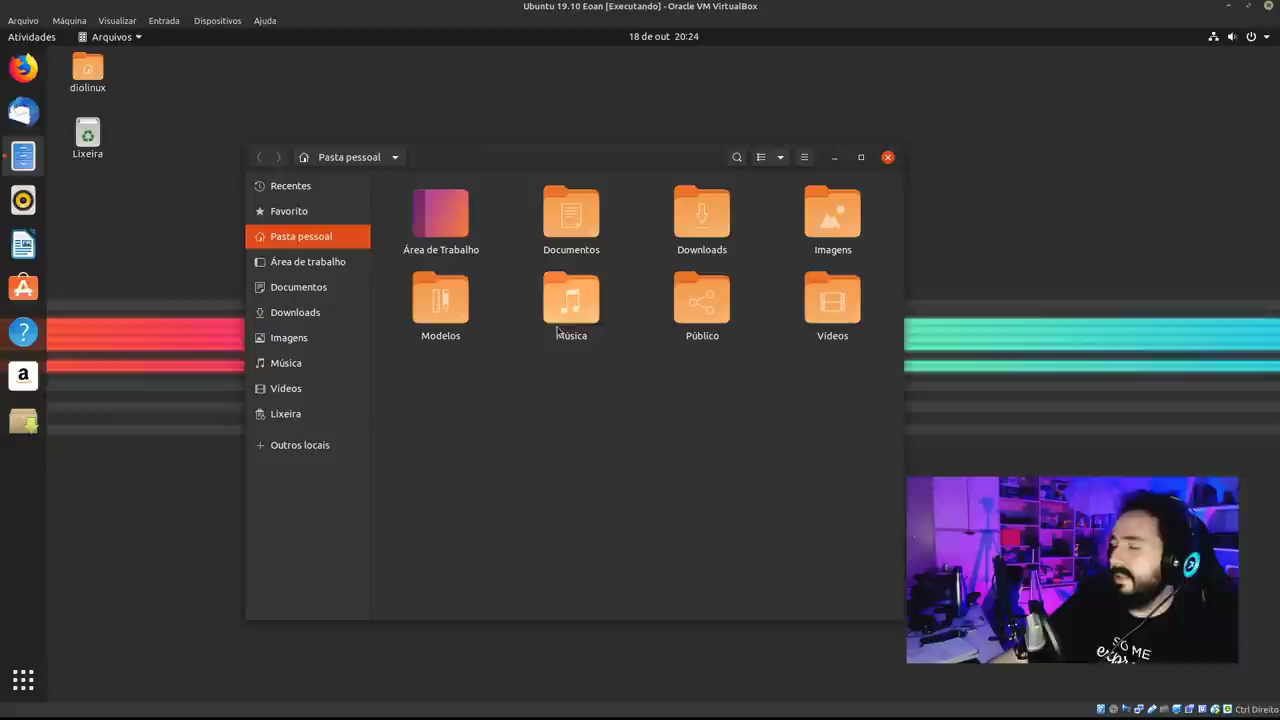 Ubuntu 19.10 Eoan [Executando] - Oracle VM VirtualBox
Arquivo Máquina Visualizar Entrada Dispositivos Ajuda
Atividades Arquivos 18 de out 20:24
diolinux
Lixeira
Pasta pessoal
Recentes
Favorito
Pasta pessoal
Área de trabalho
Documentos
Downloads
Imagens
Música
Vídeos
Lixeira
Outros locais
Área de Trabalho Documentos Downloads Imagens
Modelos Música Público Vídeos
a
?
SO ME
Ctrl Direito